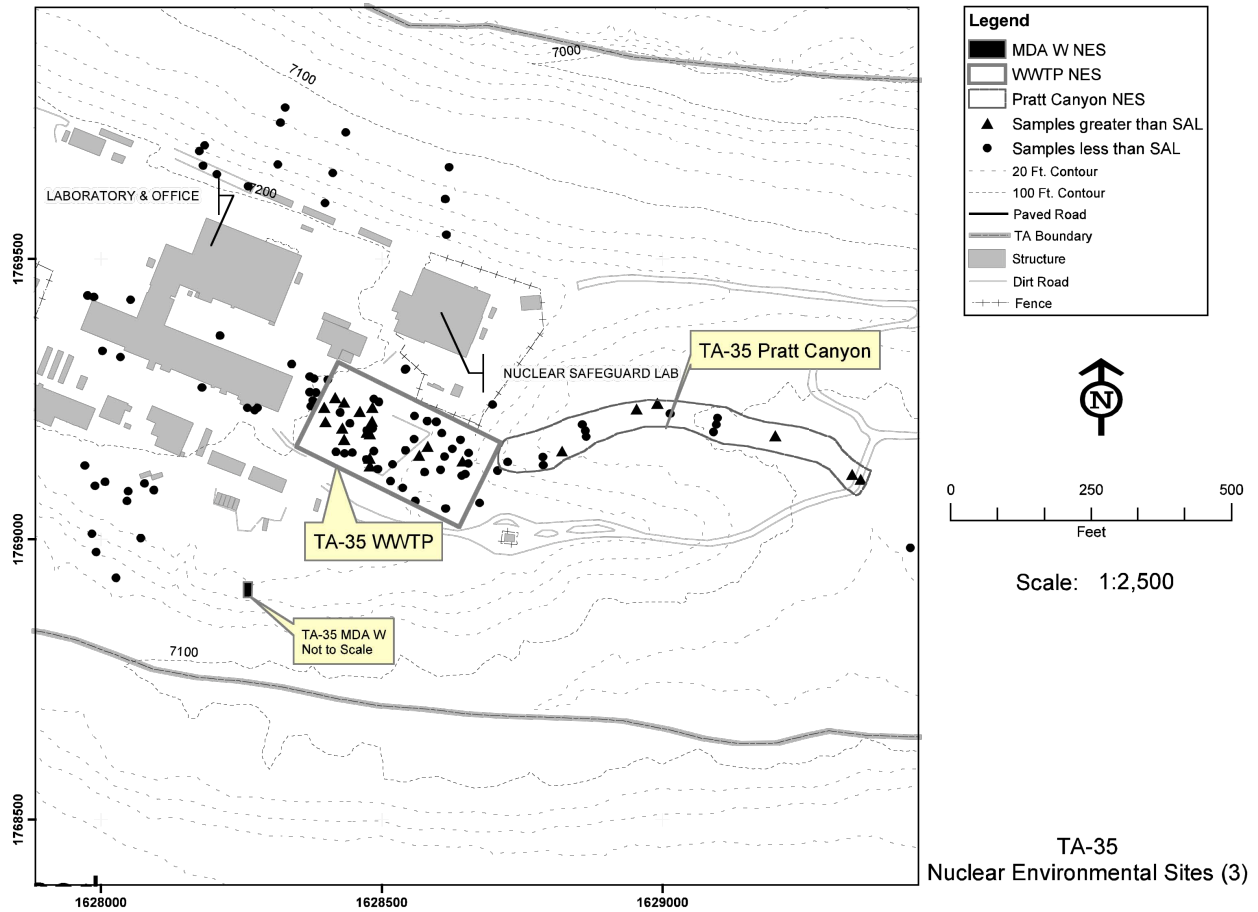 7000
7100
7200
LABORATORY & OFFICE
NUCLEAR SAFEGUARD LAB
TA-35 Pratt Canyon
TA-35 WWTP
TA-35 MDA W
Not to Scale
7100
1769500
1769000
1768500
1628000
1628500
1629000
Legend
MDA W NES
WWTP NES
Pratt Canyon NES
Samples greater than SAL
Samples less than SAL
20 Ft. Contour
100 Ft. Contour
Paved Road
TA Boundary
Structure
Dirt Road
Fence
N
0
250
500
Feet
Scale: 1:2,500
TA-35
Nuclear Environmental Sites (3)